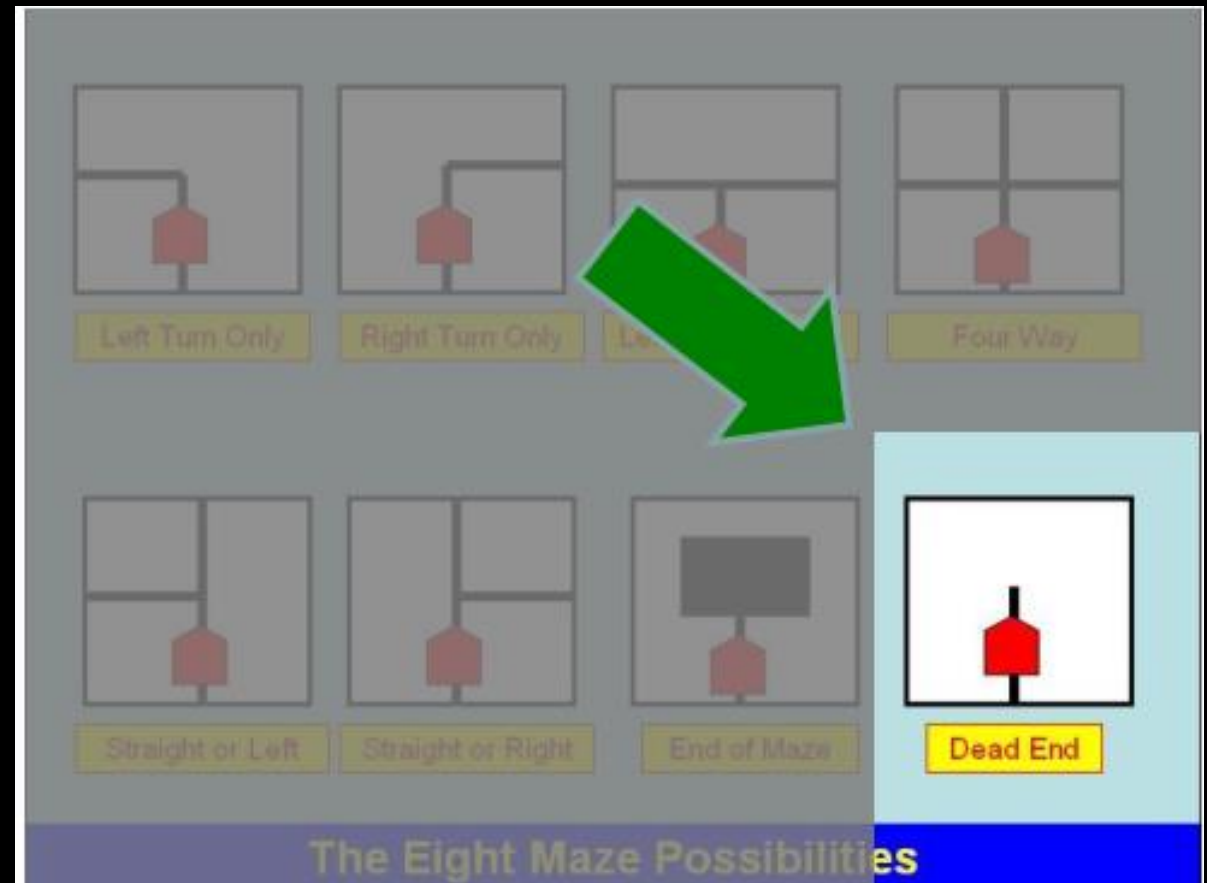 Left Turn Only
Right Turn Only
Four Way
Straight or Left
Straight or Right
End of Maze
Dead End
The Eight Maze Possibilities